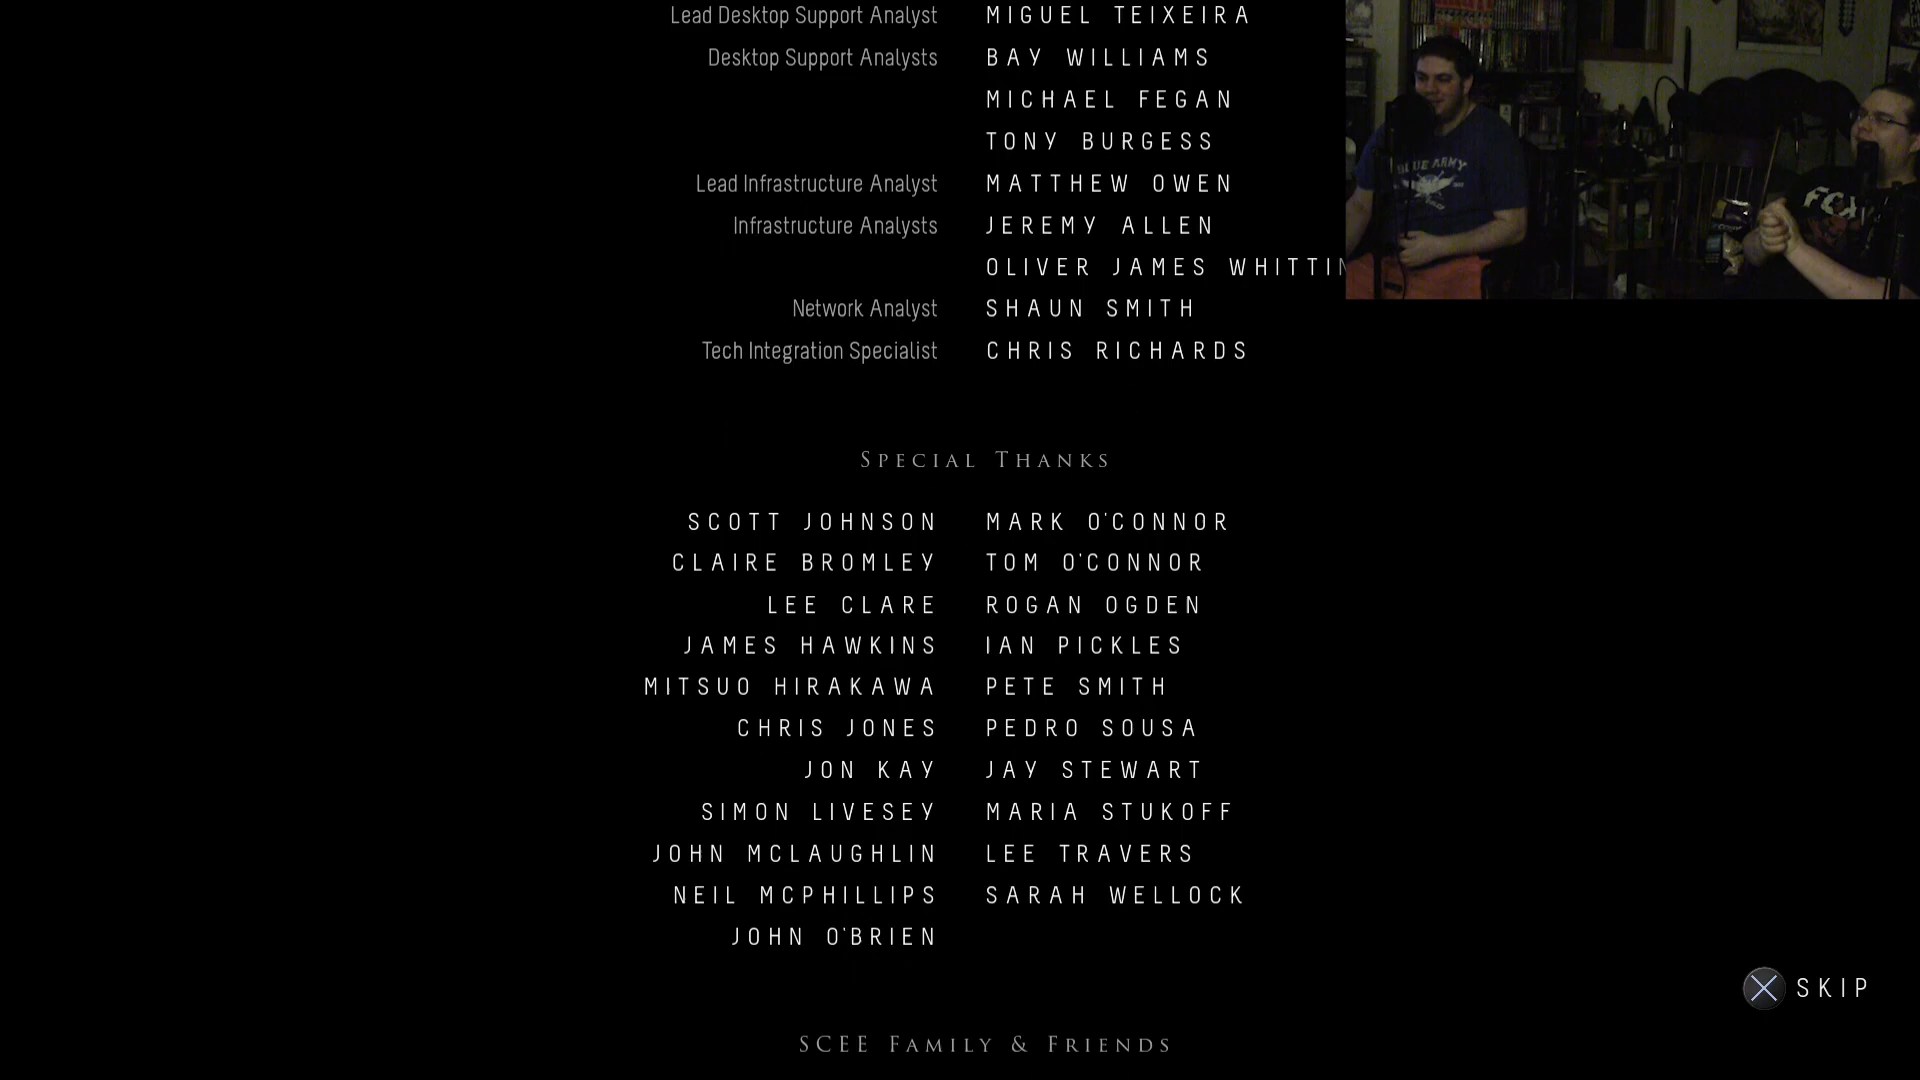 Lead Desktop Support Analyst MIGUEL TEIXEIRA
Desktop Support Analysts BAY WILLIAMS
MICHAEL FEGAN
TONY BURGESS
Lead Infrastructure Analyst MATTHEW OWEN
Infrastructure Analysts JEREMY ALLEN
OLIVER JAMES WHITTIN
Network Analyst SHAUN SMITH
Tech Integration Specialist CHRIS RICHARDS
BLUE ARMY
SPECIAL THANKS
SCOTT JOHNSON MARK O'CONNOR
CLAIRE BROMLEY TOM O'CONNOR
LEE CLARE ROGAN OGDEN
JAMES HAWKINS IAN PICKLES
MITSUO HIRAKAWA PETE SMITH
CHRIS JONES PEDRO SOUSA
JON KAY JAY STEWART
SIMON LIVESEY MARIA STUKOFF
JOHN MCLAUGHLIN LEE TRAVERS
NEIL MCPHILLIPS SARAH WELLOCK
JOHN O'BRIEN
SKIP
SCEE FAMILY & FRIENDS